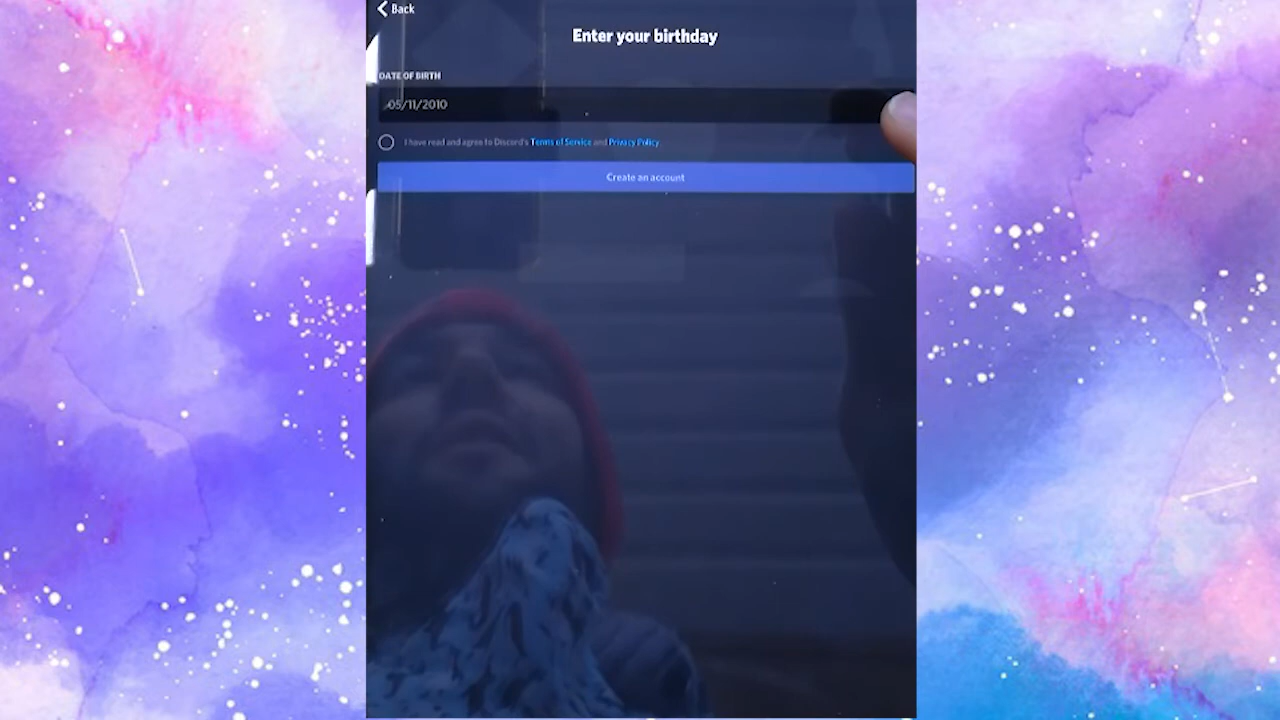 Back
Enter your birthday
DATE OF BIRTH
05/11/2010
I have read and agree to Discord's Terms of Service and Privacy Policy
Create an account